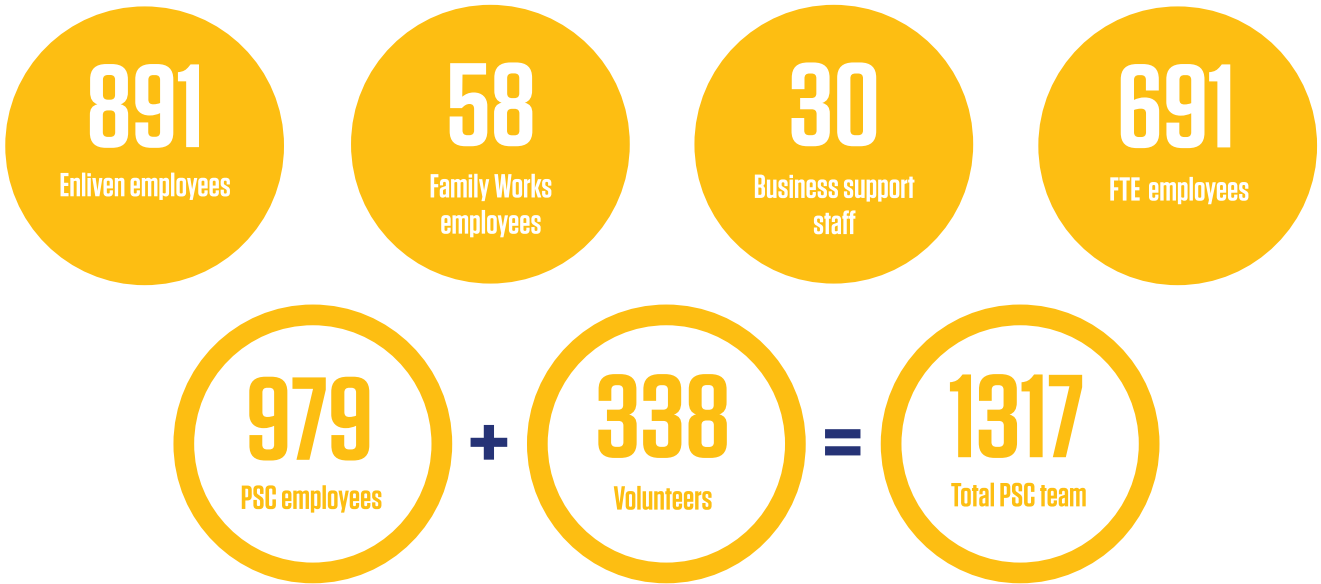 891
Enliven employees
58
Family Works
employees
30
Business support
staff
691
FTE employees
979
PSC employees
+
338
Volunteers
=
1317
Total PSC team